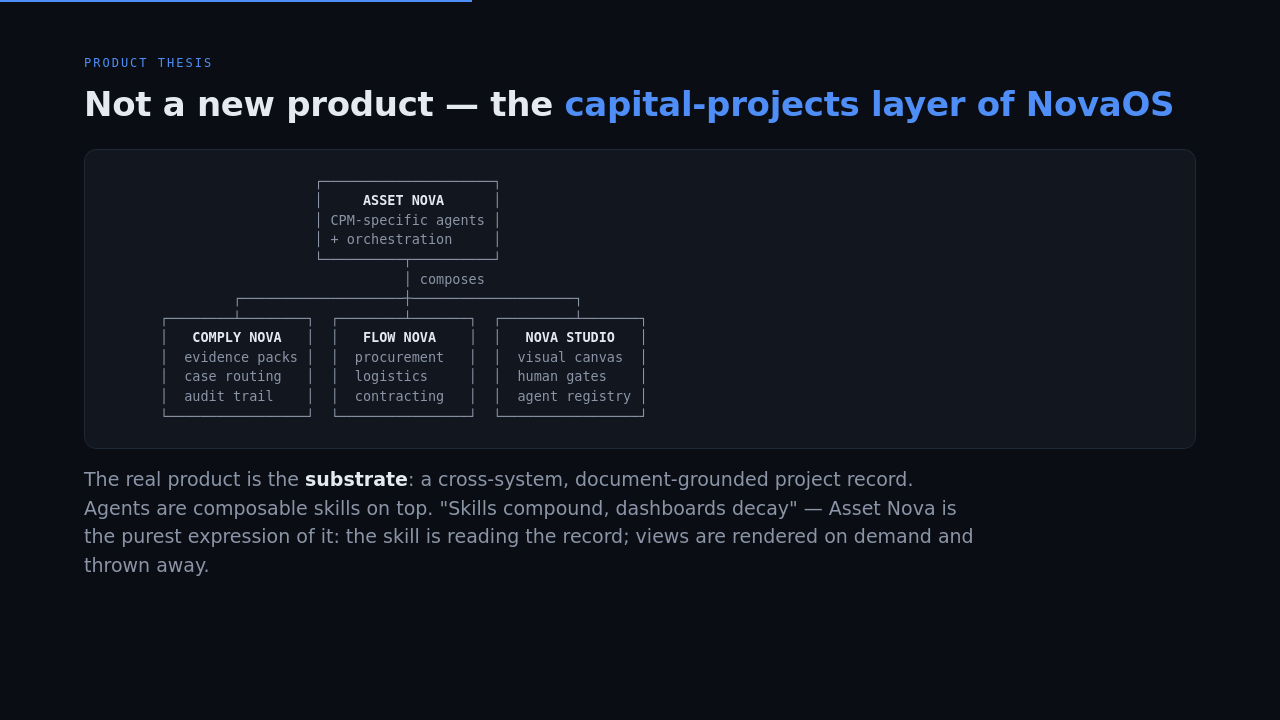 PRODUCT THESIS
Not a new product — the capital-projects layer of NovaOS
ASSET NOVA
CPM-specific agents
+ orchestration
composes
COMPLY NOVA FLOW NOVA NOVA STUDIO
evidence packs procurement visual canvas
case routing logistics human gates
audit trail contracting agent registry
The real product is the substrate: a cross-system, document-grounded project record.
Agents are composable skills on top. "Skills compound, dashboards decay" — Asset Nova is
the purest expression of it: the skill is reading the record; views are rendered on demand and
thrown away.